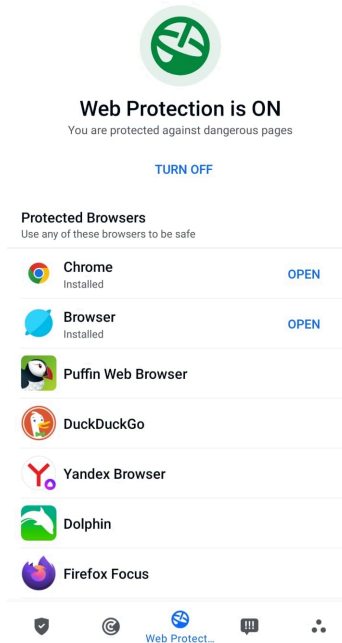 Web Protection is ON
You are protected against dangerous pages
TURN OFF
Protected Browsers
Use any of these browsers to be safe
Chrome
OPEN
Installed
Browser
OPEN
Installed
Puffin Web Browser
DuckDuckGo
Yandex Browser
Dolphin
Firefox Focus
Web Protect...